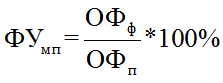 ФУмп = ОФф / ОФп *100%